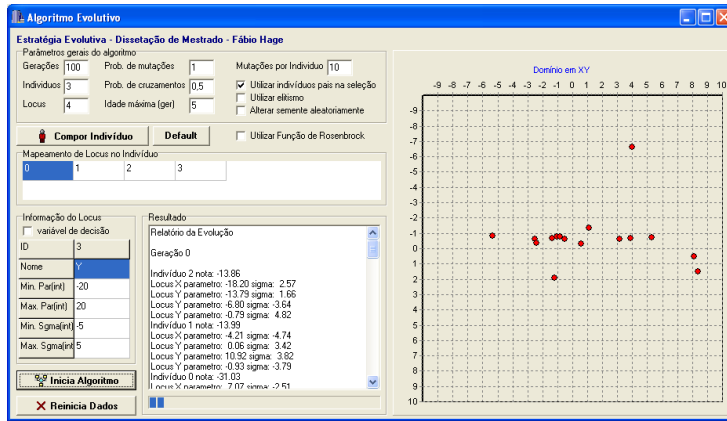 Algoritmo Evolutivo
Estratégia Evolutiva - Dissetação de Mestrado - Fábio Hage
Parâmetros gerais do algoritmo
Gerações 100 Prob. de mutações 1 Mutações por Individuo 10
Individuos 3 Prob. de cruzamentos 0,5 Utilizar indivíduos pais na seleção
Utilizar elitismo
Locus 4 Idade máxima (ger) 5 Alterar semente aleatoriamente
Compor Indivíduo Default Utilizar Função de Rosenbrock
Mapeamento de Locus no Indivíduo
0 1 2 3
Informação do Locus
variável de decisão
ID 3
Nome Y
Min. Par(int) -20
Max. Par(int) 20
Min. Sgma(int) -5
Max. Sgma(int 5
Inicia Algoritmo
Reinicia Dados
Resultado
Relatório da Evolução
Geração 0
Indivíduo 2 nota: -13.86
Locus X parametro: -18.20 sigma: 2.57
Locus Y parametro: -13.79 sigma: 1.66
Locus Y parametro: -6.80 sigma: -3.64
Locus Y parametro: -0.79 sigma: 4.82
Indivíduo 1 nota: -13.99
Locus X parametro: -4.21 sigma: -4.74
Locus Y parametro: 0.06 sigma: 3.42
Locus Y parametro: 10.92 sigma: 3.82
Locus Y parametro: -0.93 sigma: -3.79
Indivíduo 0 nota: -31.03
Locus X parametro: 7.07 sigma: -2.51
Domínio em XY
-9 -8 -7 -6 -5 -4 -3 -2 -1 0 1 2 3 4 5 6 7 8 9 10
-9
-8
-7
-6
-5
-4
-3
-2
-1
0
1
2
3
4
5
6
7
8
9
10